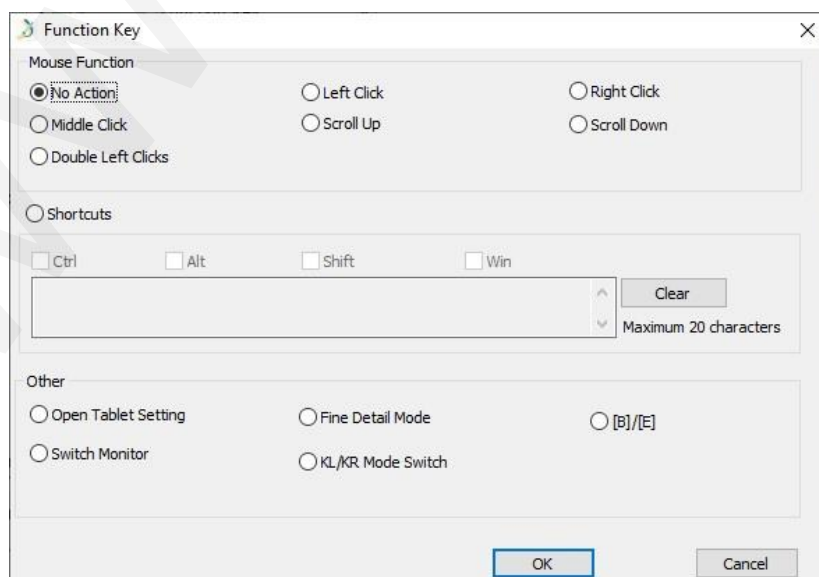 Function Key
Mouse Function
No Action Left Click Right Click
Middle Click Scroll Up Scroll Down
Double Left Clicks
Shortcuts
Ctrl Alt Shift Win
Clear
Maximum 20 characters
Other
Open Tablet Setting Fine Detail Mode [B]/[E]
Switch Monitor KL/KR Mode Switch
OK Cancel